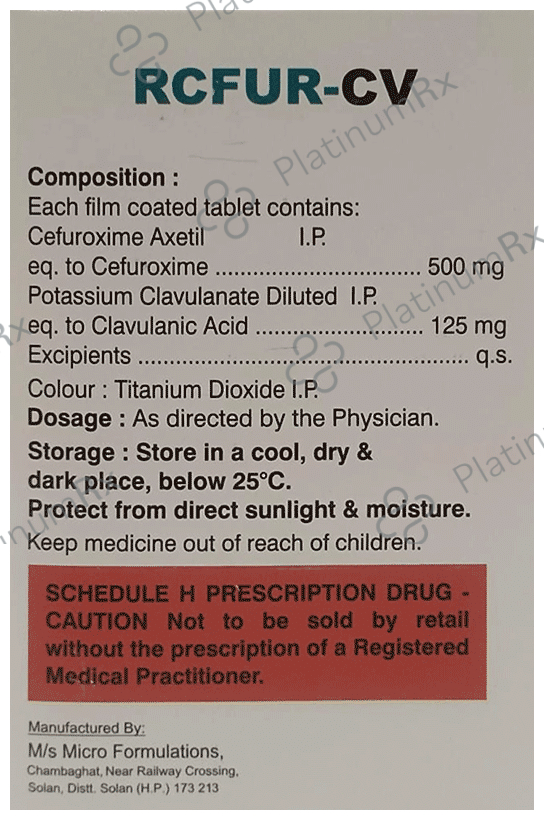 RCFUR-CV
Composition :
Each film coated tablet contains:
Cefuroxime Axetil I.P.
eq. to Cefuroxime ................................. 500 mg
Potassium Clavulanate Diluted I.P.
eq. to Clavulanic Acid ........................... 125 mg
Excipients ..................................................... q.s.
Colour : Titanium Dioxide I.P.
Dosage : As directed by the Physician.
Storage : Store in a cool, dry &
dark place, below 25°C.
Protect from direct sunlight & moisture.
Keep medicine out of reach of children.
SCHEDULE H PRESCRIPTION DRUG -
CAUTION Not to be sold by retail
without the prescription of a Registered
Medical Practitioner.
Manufactured By:
M/s Micro Formulations,
Chambaghat, Near Railway Crossing,
Solan, Distt. Solan (H.P.) 173 213
PlatinumRx
PlatinumRx
PlatinumRx